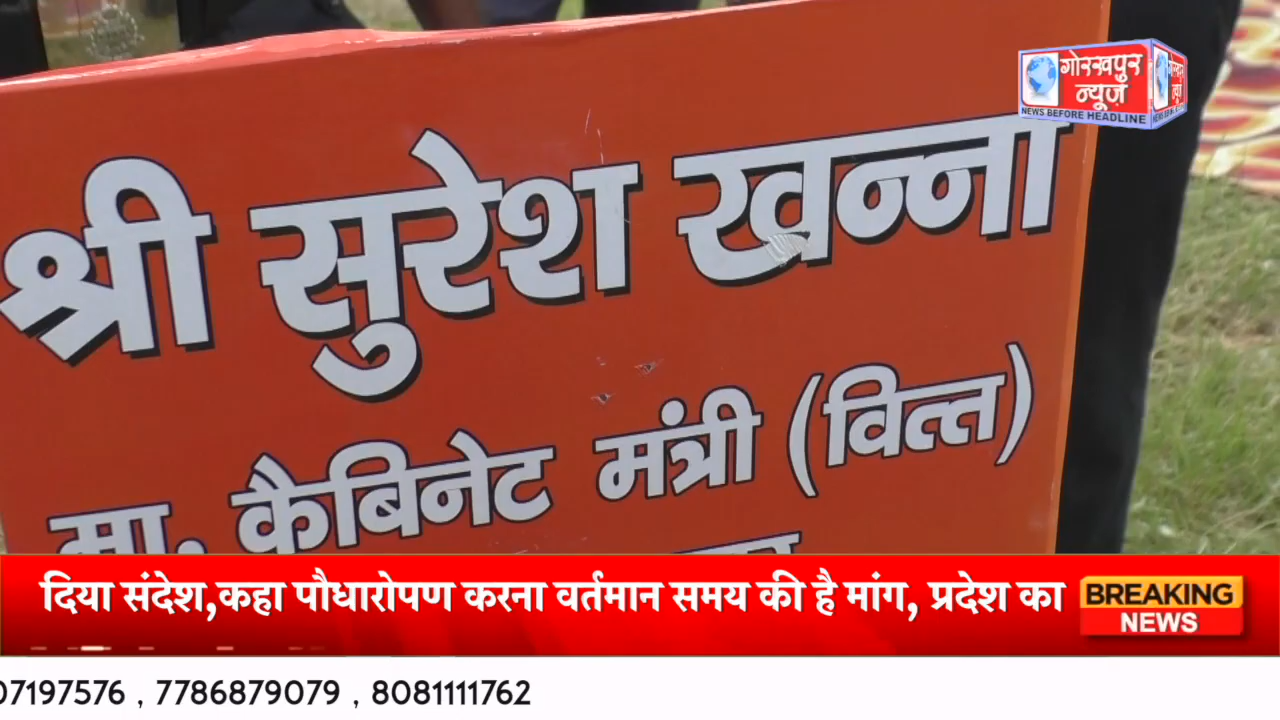 गोरखपुर
न्यूज़
NEWS BEFORE HEADLINE
श्री सुरेश खन्ना
मा. कैबिनेट मंत्री (वित्त)
दिया संदेश,कहा पौधारोपण करना वर्तमान समय की है मांग, प्रदेश का
BREAKING
NEWS
07197576 , 7786879079 , 8081111762